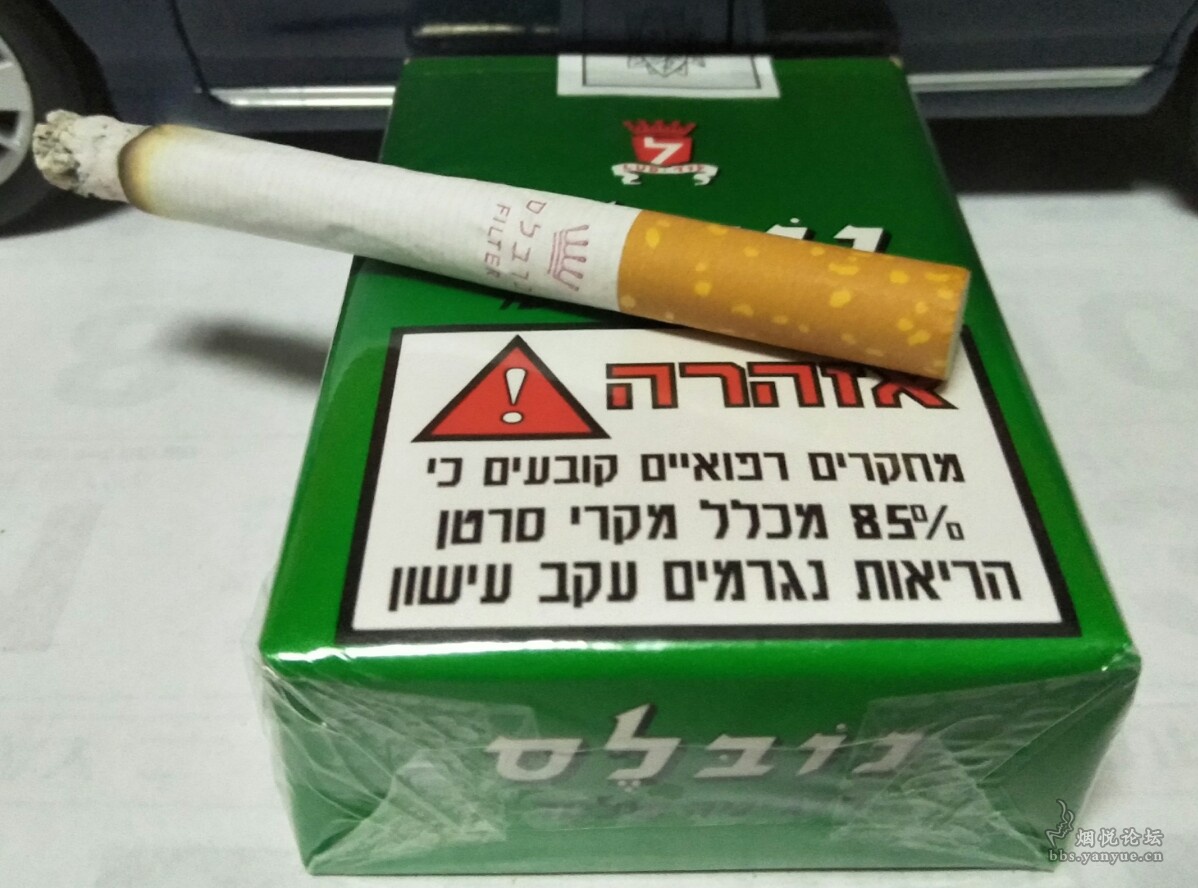 ל
נובלס
FILTER
אזהרה
מחקרים רפואיים קובעים כי
85% מכלל מקרי סרטן
הריאות נגרמים עקב עישון
נוֹבּלֶס
烟悦论坛
bbs.yanyue.cn